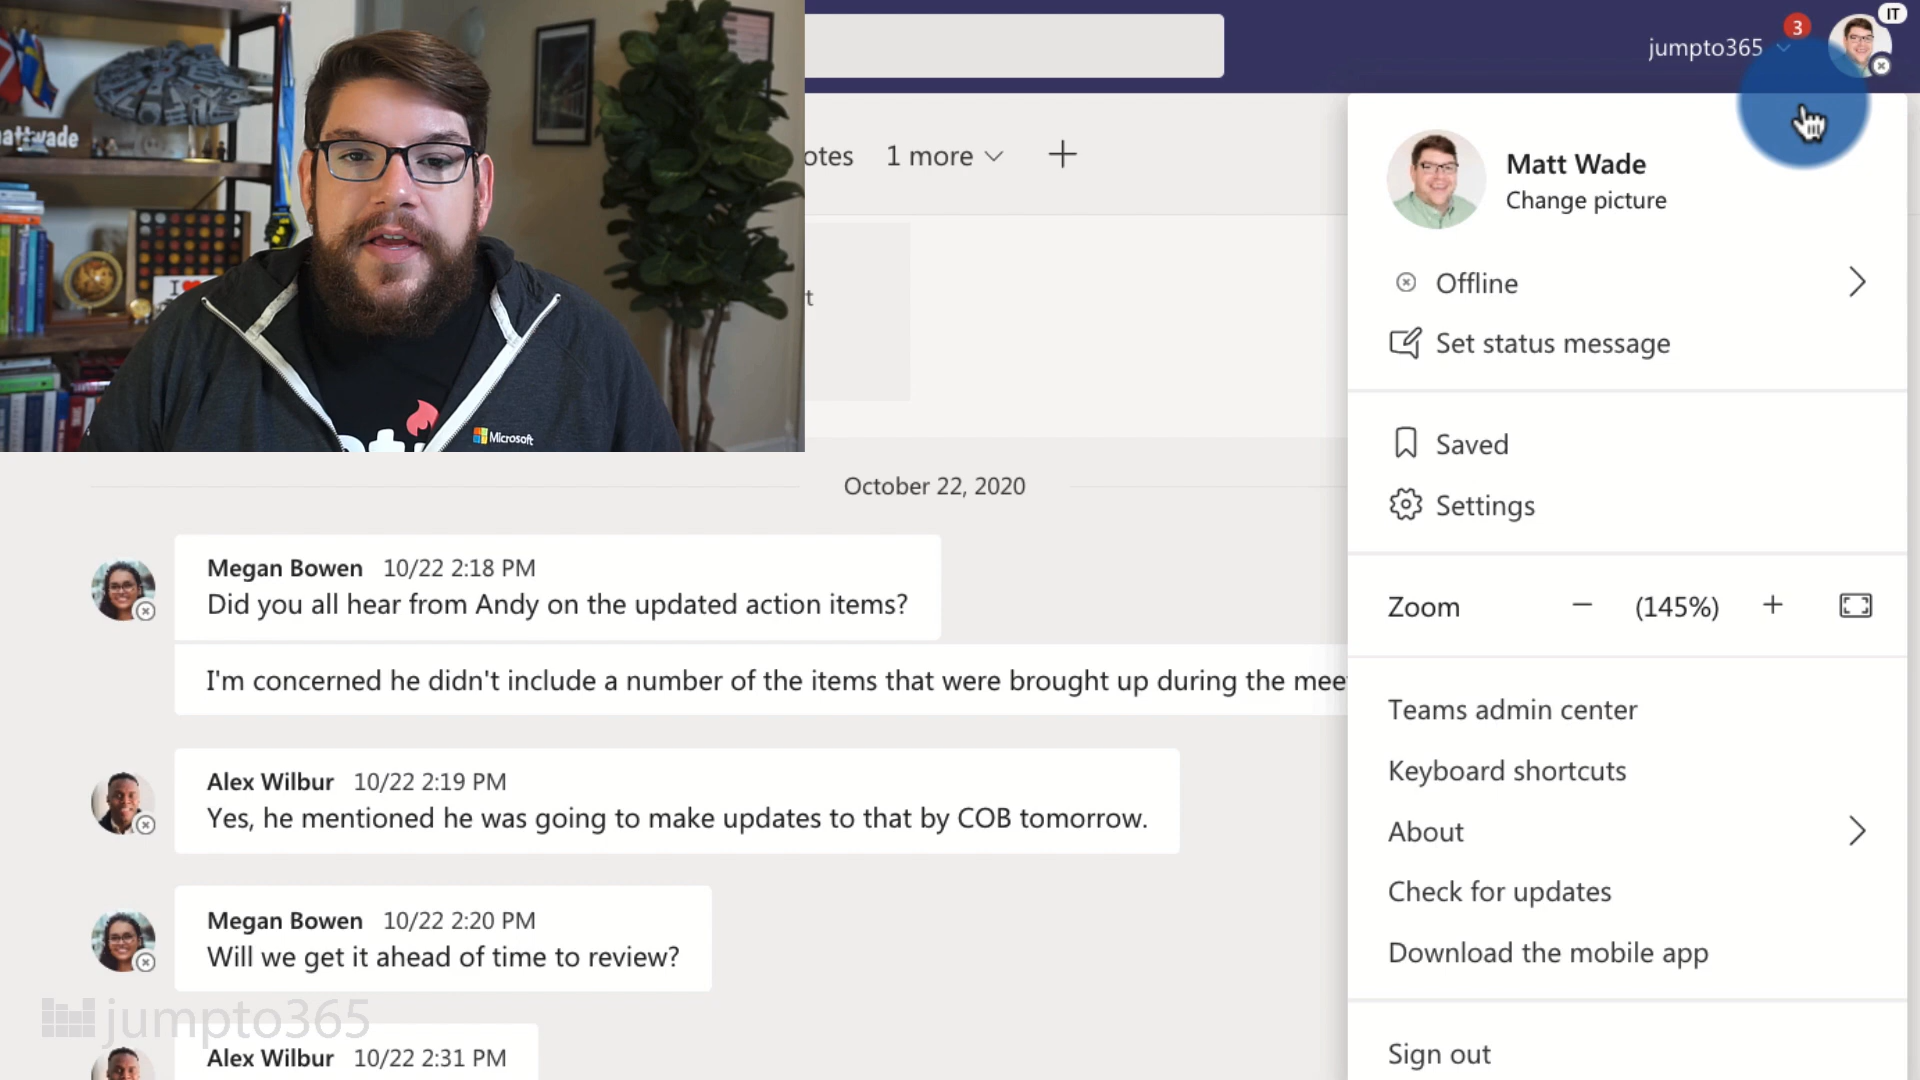 jumpto365
3
IT
attwade
I
Microsoft
otes
1 more
t
Matt Wade
Change picture
Offline
Set status message
Saved
Settings
Zoom
(145%)
Teams admin center
Keyboard shortcuts
About
Check for updates
Download the mobile app
Sign out
October 22, 2020
Megan Bowen 10/22 2:18 PM
Did you all hear from Andy on the updated action items?
I'm concerned he didn't include a number of the items that were brought up during the mee
Alex Wilbur 10/22 2:19 PM
Yes, he mentioned he was going to make updates to that by COB tomorrow.
Megan Bowen 10/22 2:20 PM
Will we get it ahead of time to review?
Alex Wilbur 10/22 2:31 PM
jumpto365